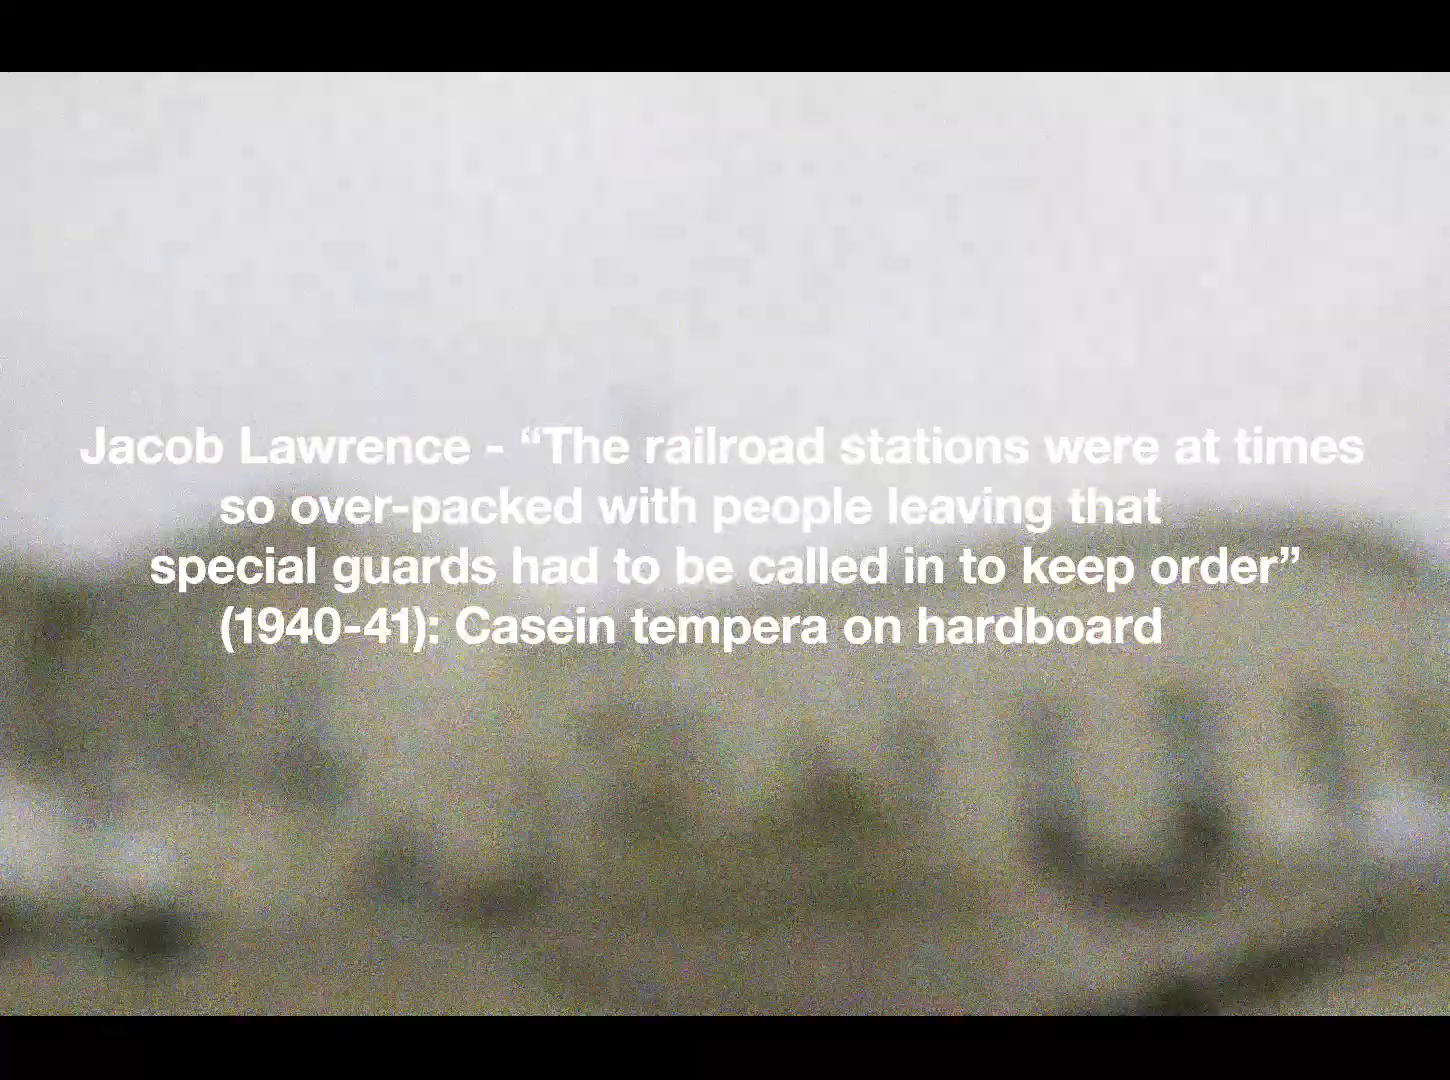 Jacob Lawrence - “The railroad stations were at times
so over-packed with people leaving that
special guards had to be called in to keep order”
(1940-41): Casein tempera on hardboard